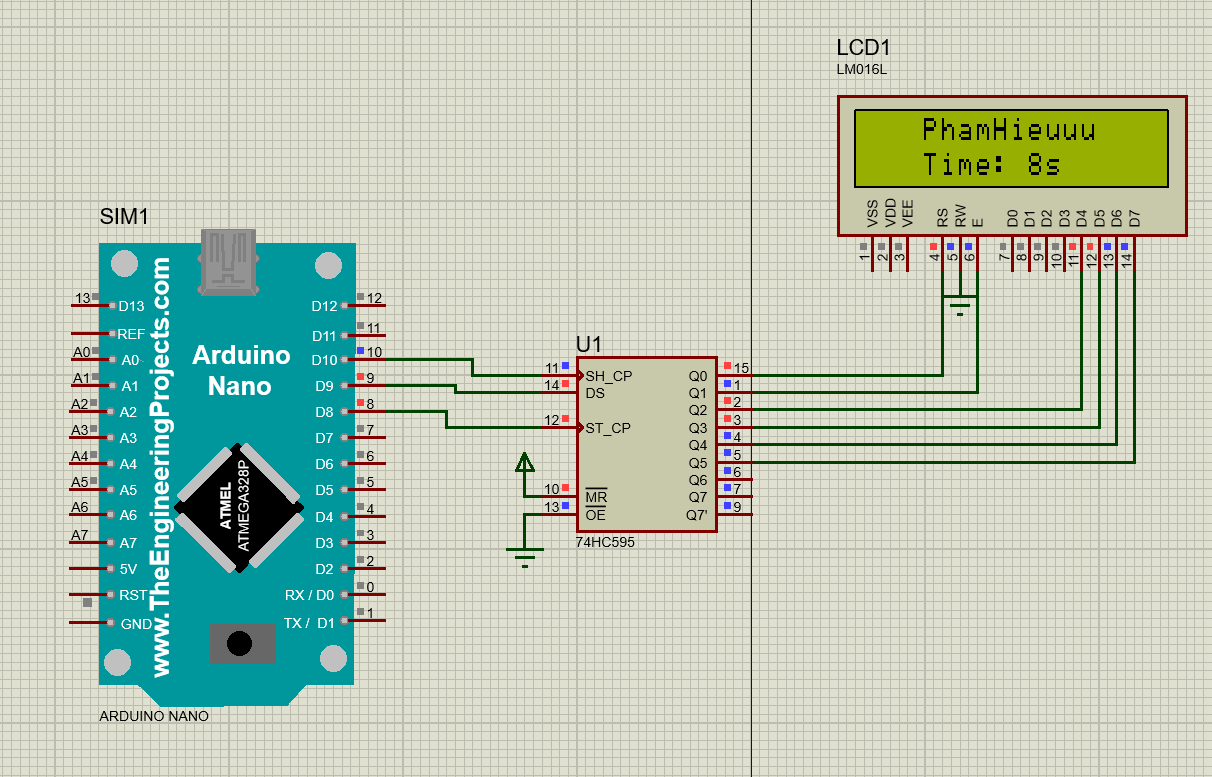 LCD1
LM016L
PhamHieuuu
Time: 8s
VSS VDD VEE RS RW E D0 D1 D2 D3 D4 D5 D6 D7
1 2 3 4 5 6 7 8 9 10 11 12 13 14
SIM1
www.TheEngineeringProjects.com
Arduino
Nano
ATMEL
ATMEGA328P
13 D13
REF
A0 A0
A1 A1
A2 A2
A3 A3
A4 A4
A5 A5
A6 A6
A7 A7
5V
RST
GND
D12 12
D11 11
D10 10
D9 9
D8 8
D7 7
D6 6
D5 5
D4 4
D3 3
D2 2
RX / D0 0
TX / D1 1
ARDUINO NANO
U1
11 SH_CP
14 DS
12 ST_CP
10 MR
13 OE
Q0 15
Q1 1
Q2 2
Q3 3
Q4 4
Q5 5
Q6 6
Q7 7
Q7' 9
74HC595